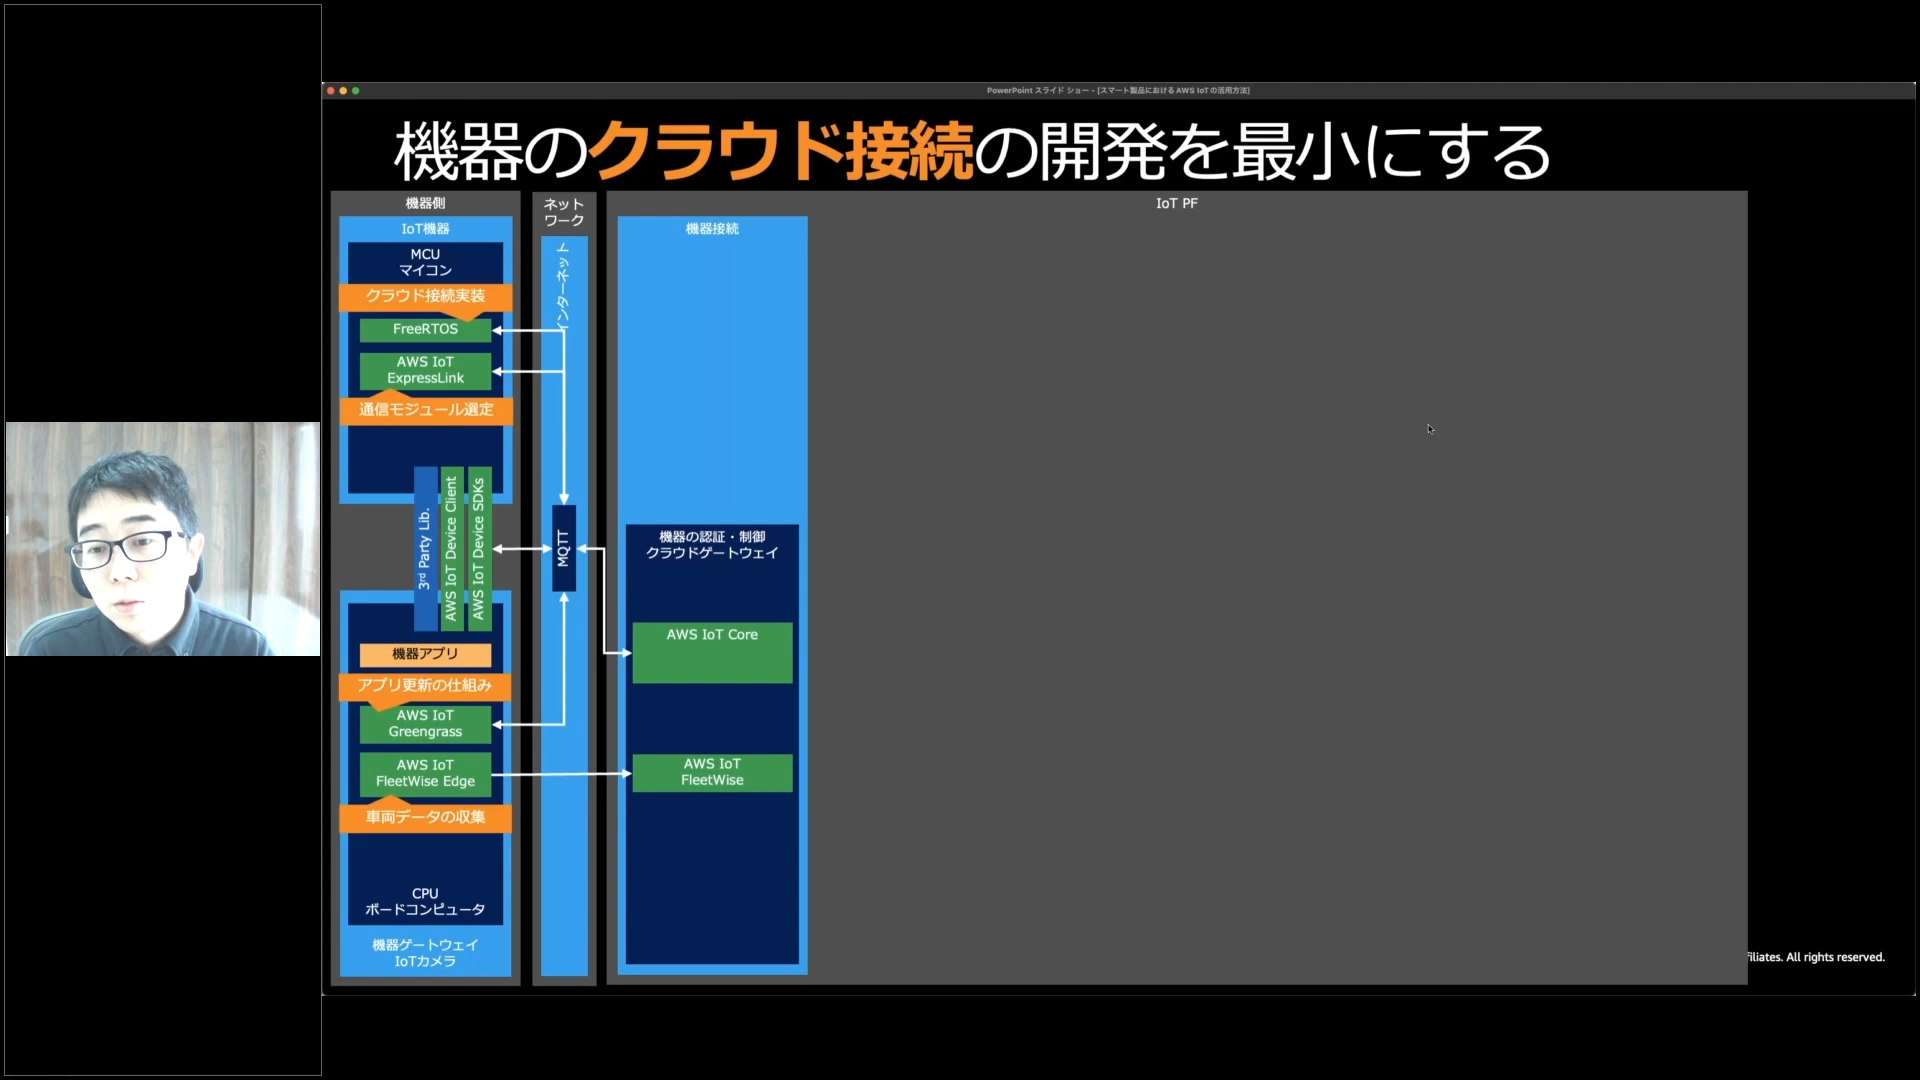 PowerPoint スライド ショー - [スマート製品における AWS IoT の活用方法]
機器のクラウド接続の開発を最小にする
機器側
IoT機器
MCU
マイコン
クラウド接続実装
FreeRTOS
AWS IoT
ExpressLink
通信モジュール選定
3rd Party Lib.
AWS IoT Device Client
AWS IoT Device SDKs
機器アプリ
アプリ更新の仕組み
AWS IoT
Greengrass
AWS IoT
FleetWise Edge
車両データの収集
CPU
ボードコンピュータ
機器ゲートウェイ
IoTカメラ
ネット
ワーク
インターネット
MQTT
IoT PF
機器接続
機器の認証・制御
クラウドゲートウェイ
AWS IoT Core
AWS IoT
FleetWise
filiates. All rights reserved.